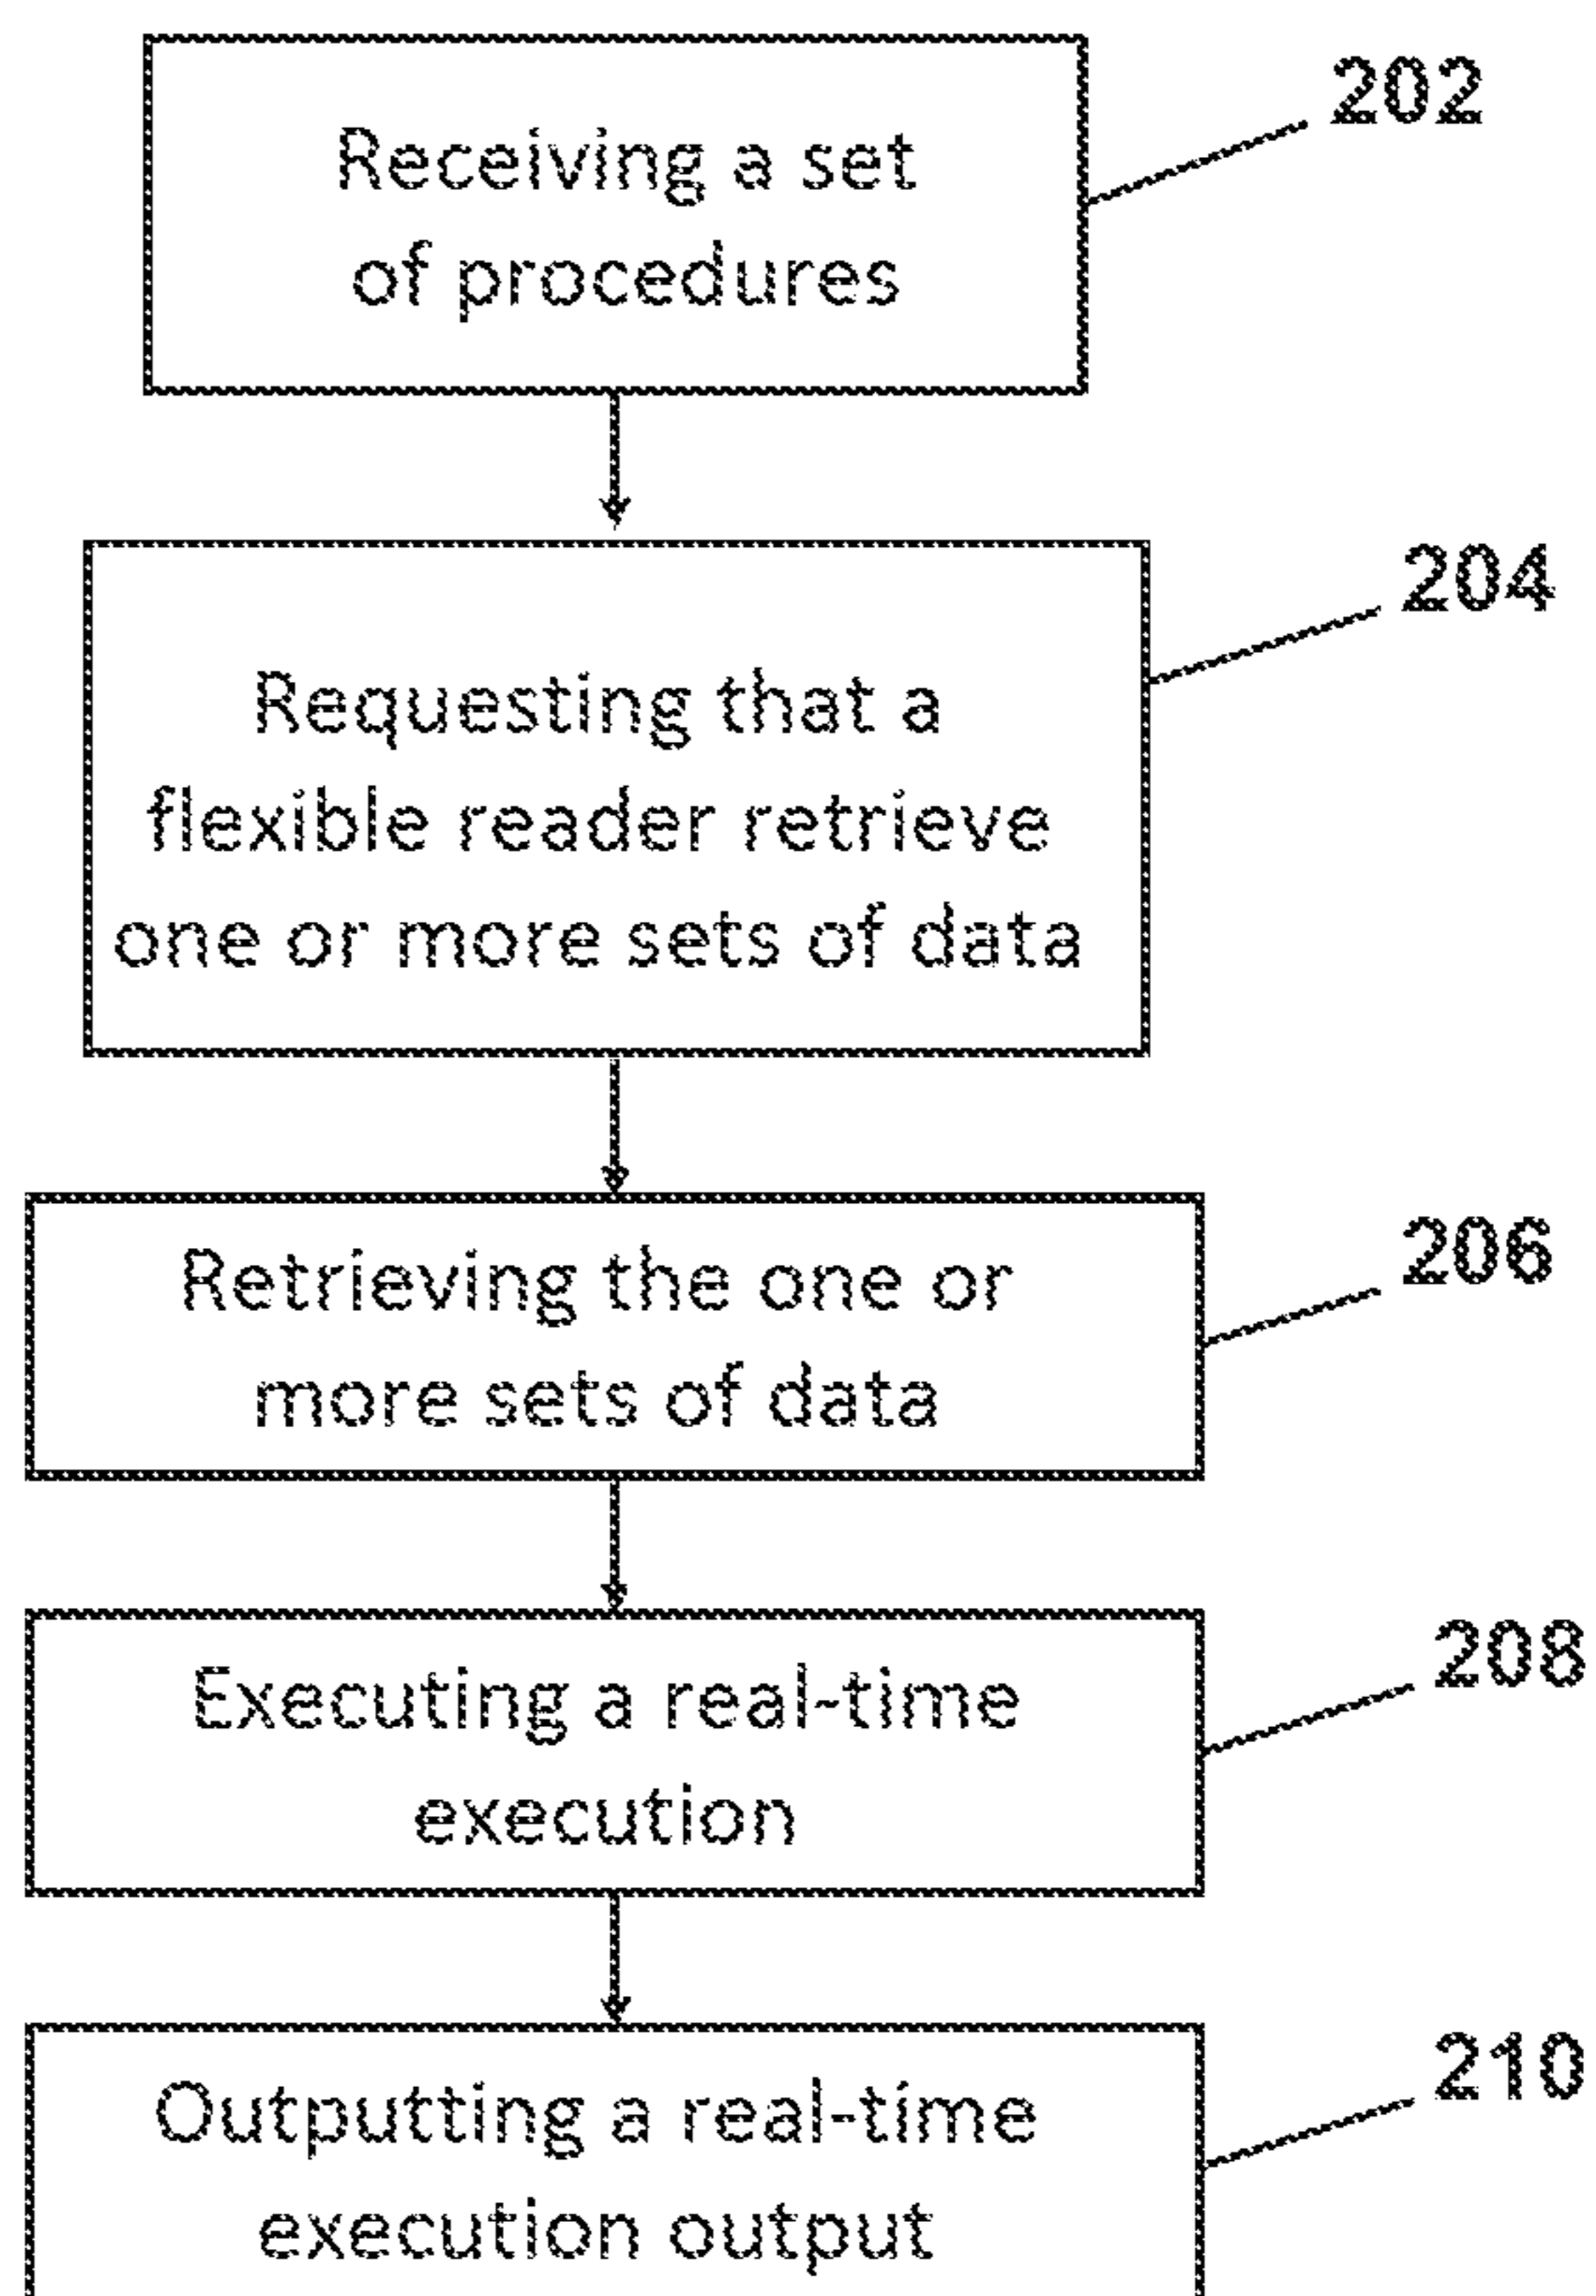 202
Receiving a set
of procedures
204
Requesting that a
flexible reader retrieve
one or more sets of data
206
Retrieving the one or
more sets of data
208
Executing a real-time
execution
210
Outputting a real-time
execution output